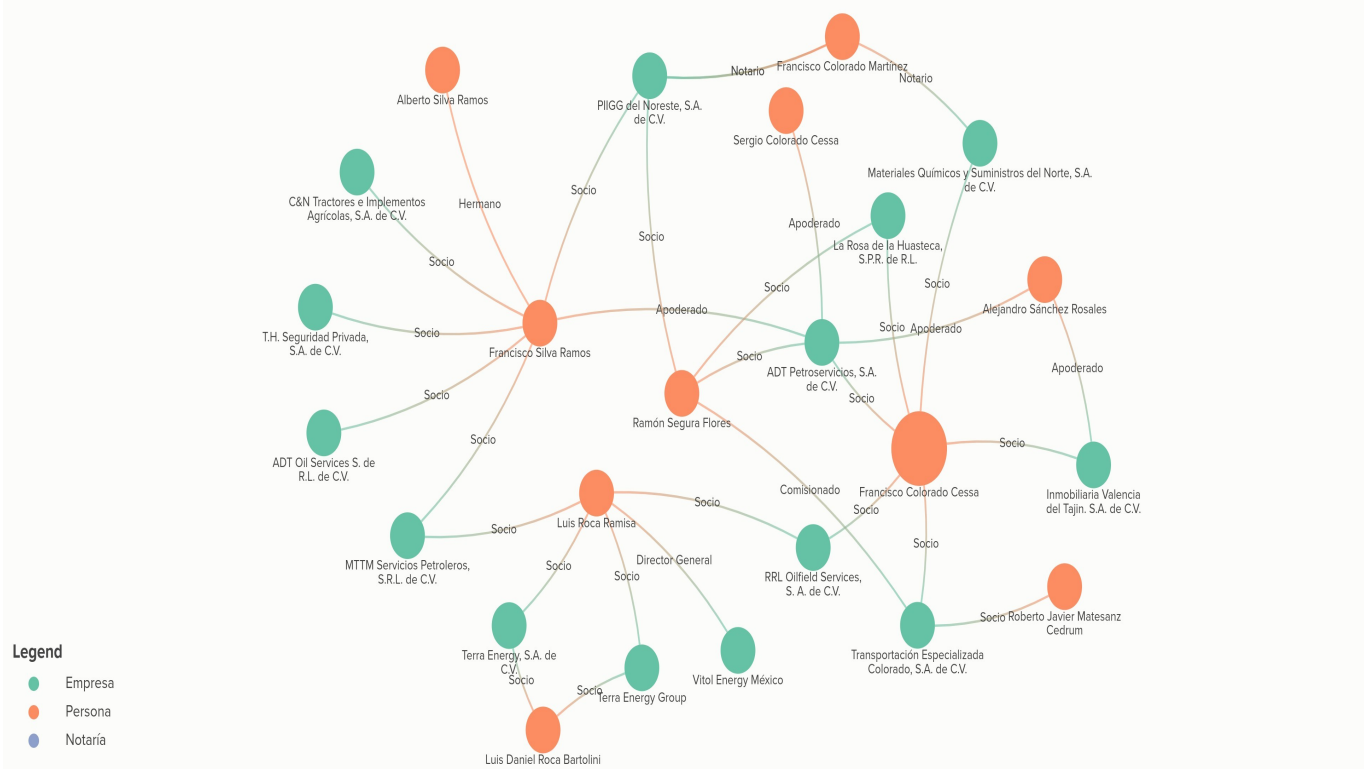 Notario
Francisco Colorado Martínez
Notario
Alberto Silva Ramos
PIIGG del Noreste, S.A.
de C.V.
Sergio Colorado Cessa
Materiales Químicos y Suministros del Norte, S.A.
de C.V.
Socio
C&N Tractores e Implementos
Agrícolas, S.A. de C.V.
Hermano
Apoderado
Socio
La Rosa de la Huasteca,
S.P.R. de R.L.
Socio
Socio
Socio
Alejandro Sánchez Rosales
Apoderado
Socio
Apoderado
T.H. Seguridad Privada,
S.A. de C.V.
Socio
Francisco Silva Ramos
Socio
Apoderado
ADT Petroservicios, S.A.
de C.V.
Socio
Socio
Ramón Segura Flores
Socio
ADT Oil Services S. de
R.L. de C.V.
Socio
Comisionado
Francisco Colorado Cessa
Inmobiliaria Valencia
del Tajin. S.A. de C.V.
Socio
Socio
Luis Roca Ramisa
Socio
Socio
MTTM Servicios Petroleros,
S.R.L. de C.V.
Socio
Director General
Socio
RRL Oilfield Services,
S. A. de C.V.
Socio
Roberto Javier Matesanz
Cedrum
Terra Energy, S.A. de
C.V.
Socio
Socio
Terra Energy Group
Vitol Energy México
Transportación Especializada
Colorado, S.A. de C.V.
Luis Daniel Roca Bartolini
Legend
Empresa
Persona
Notaría